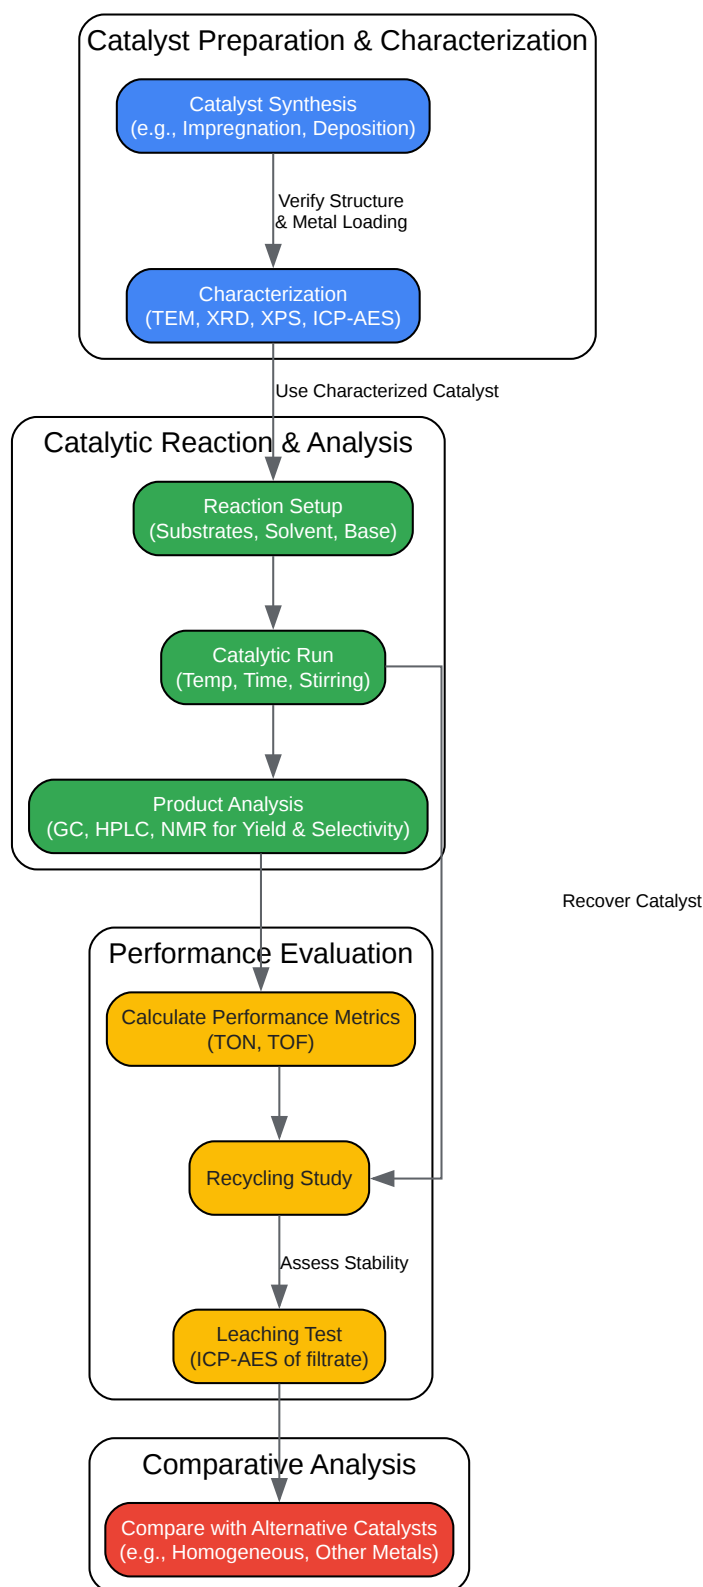 Catalyst Preparation & Characterization
Catalyst Synthesis
(e.g., Impregnation, Deposition)
Verify Structure
& Metal Loading
Characterization
(TEM, XRD, XPS, ICP-AES)
Use Characterized Catalyst
Catalytic Reaction & Analysis
Reaction Setup
(Substrates, Solvent, Base)
Catalytic Run
(Temp, Time, Stirring)
Product Analysis
(GC, HPLC, NMR for Yield & Selectivity)
Recover Catalyst
Performance Evaluation
Calculate Performance Metrics
(TON, TOF)
Recycling Study
Assess Stability
Leaching Test
(ICP-AES of filtrate)
Comparative Analysis
Compare with Alternative Catalysts
(e.g., Homogeneous, Other Metals)